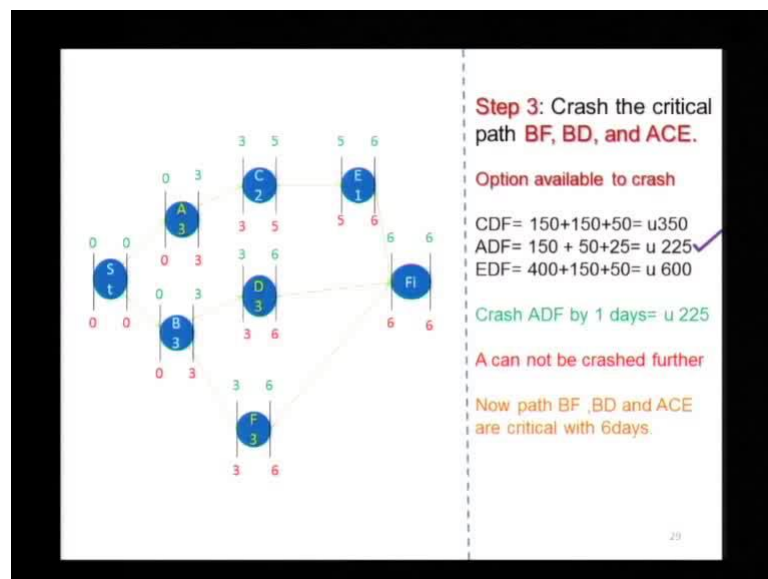 Step 3: Crash the critical
path BF, BD, and ACE.
Option available to crash
CDF= 150+150+50= u350
ADF= 150 + 50+25= u 225
EDF= 400+150+50= u 600
Crash ADF by 1 days= u 225
A can not be crashed further
Now path BF ,BD and ACE
are critical with 6days.
3 5
5 6
0 3
C
2
E
1
A
3
3 5
5 6
0 0
0 3
6 6
S
t
3 6
Fi
0 3
D
3
0 0
B
3
6 6
3 6
0 3
3 6
F
3
3 6
29